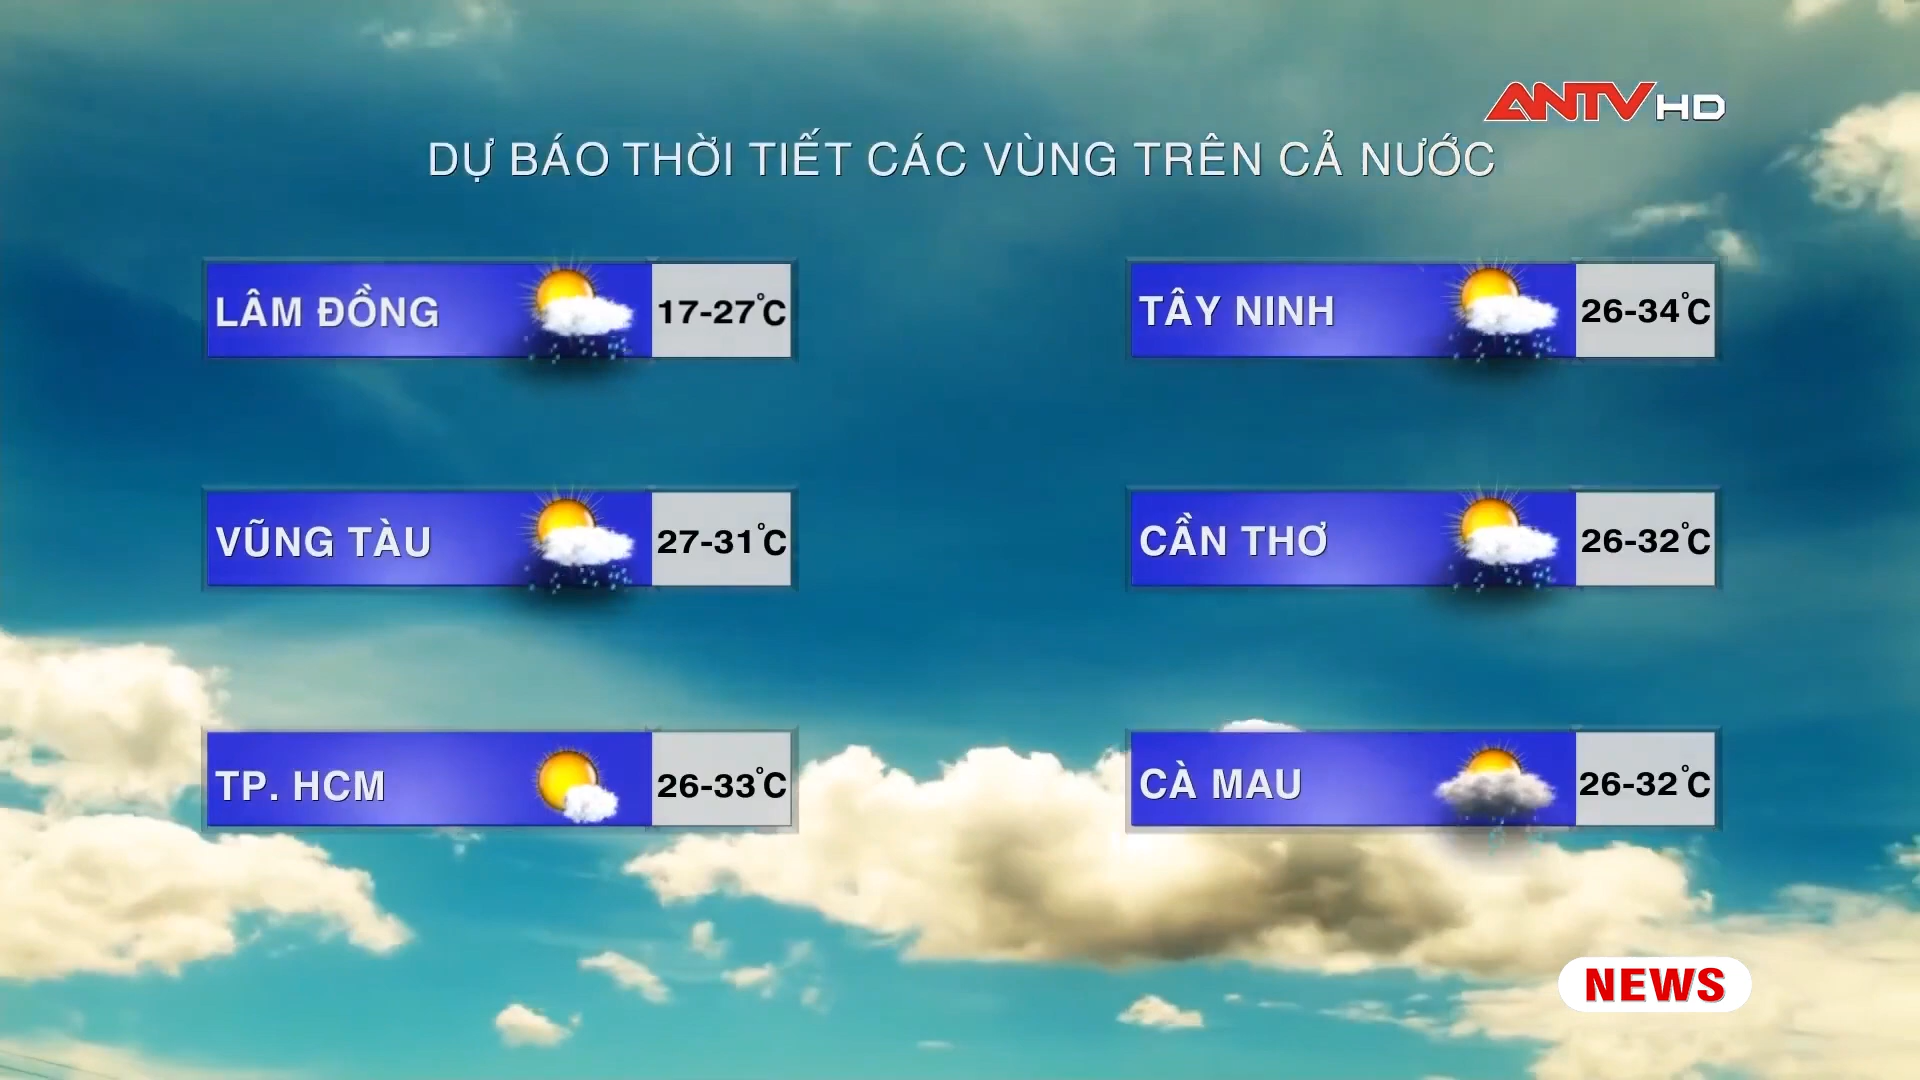 ANTV HD
DỰ BÁO THỜI TIẾT CÁC VÙNG TRÊN CẢ NƯỚC
LÂM ĐỒNG 17-27°C
TÂY NINH 26-34°C
VŨNG TÀU 27-31°C
CẦN THƠ 26-32°C
TP. HCM 26-33°C
CÀ MAU 26-32°C
NEWS